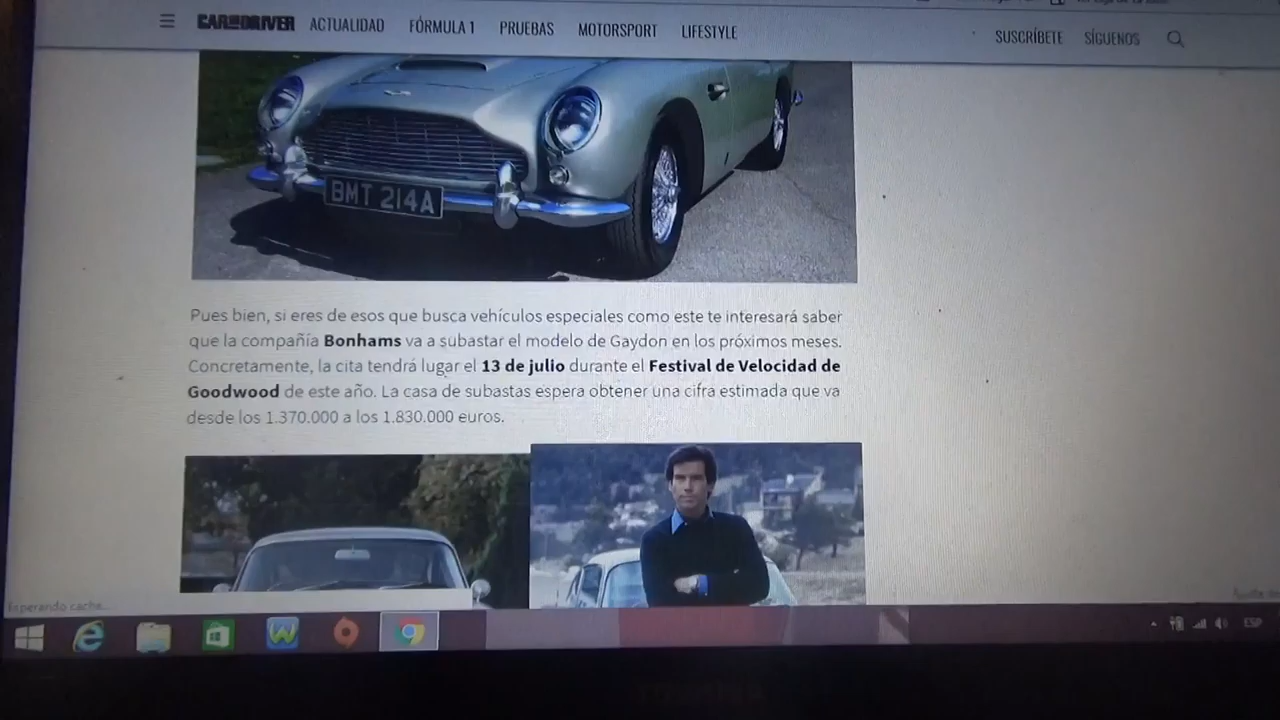 CAR AND DRIVER ACTUALIDAD FÓRMULA 1 PRUEBAS MOTORSPORT LIFESTYLE SUSCRÍBETE SÍGUENOS
BMT 214A
Pues bien, si eres de esos que busca vehículos especiales como este te interesará saber
que la compañía Bonhams va a subastar el modelo de Gaydon en los próximos meses.
Concretamente, la cita tendrá lugar el 13 de julio durante el Festival de Velocidad de
Goodwood de este año. La casa de subastas espera obtener una cifra estimada que va
desde los 1.370.000 a los 1.830.000 euros.
Esperando caché...
ESP